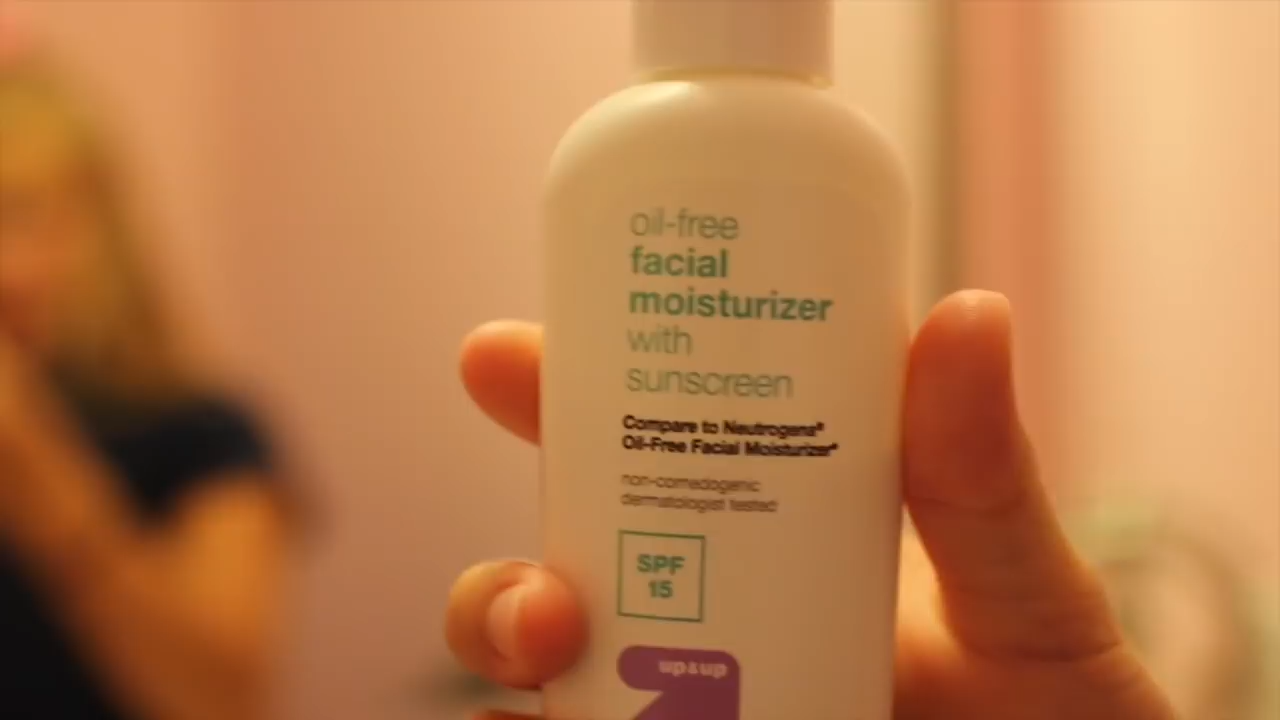 oil-free
facial
moisturizer
with
sunscreen
Compare to Neutrogena®
Oil-Free Facial Moisturizer*
non-comedogenic
dermatologist tested
SPF
15
up&up